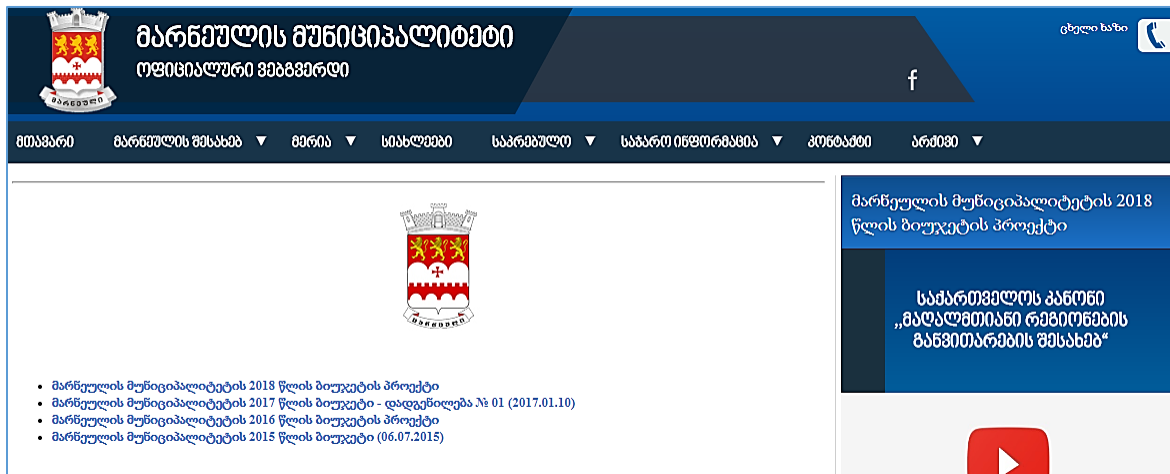 მარნეულის მუნიციპალიტეტი
ოფიციალური ვებგვერდი
ცხელი ხაზი
მარნეული
f
მთავარი მარნეულის შესახებ ▼ მერია ▼ სიახლეები საკრებულო ▼ საჯარო ინფორმაცია ▼ კონტაქტი არქივი ▼
მარნეული
მარნეულის მუნიციპალიტეტის 2018 წლის ბიუჯეტის პროექტი
მარნეულის მუნიციპალიტეტის 2017 წლის ბიუჯეტი - დადგენილება № 01 (2017.01.10)
მარნეულის მუნიციპალიტეტის 2016 წლის ბიუჯეტის პროექტი
მარნეულის მუნიციპალიტეტის 2015 წლის ბიუჯეტი (06.07.2015)
მარნეულის მუნიციპალიტეტის 2018
წლის ბიუჯეტის პროექტი
საქართველოს კანონი
,,მაღალმთიანი რეგიონების
განვითარების შესახებ“